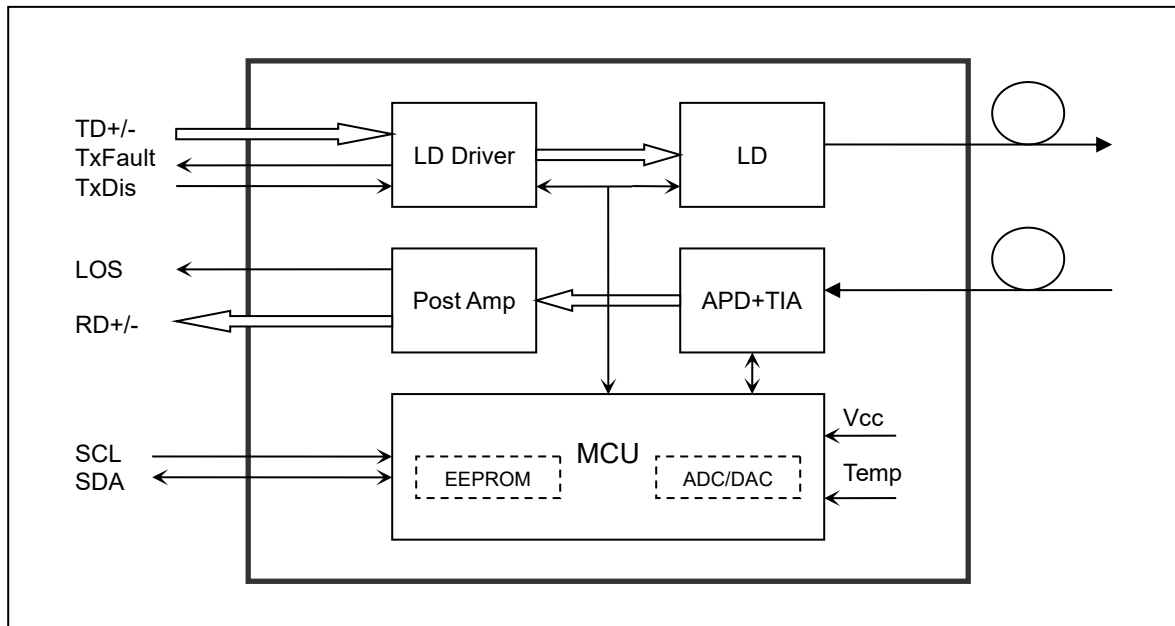 TD+/-
TxFault
TxDis
LD Driver
LD
LOS
RD+/-
Post Amp
APD+TIA
SCL
SDA
MCU
EEPROM
ADC/DAC
Vcc
Temp